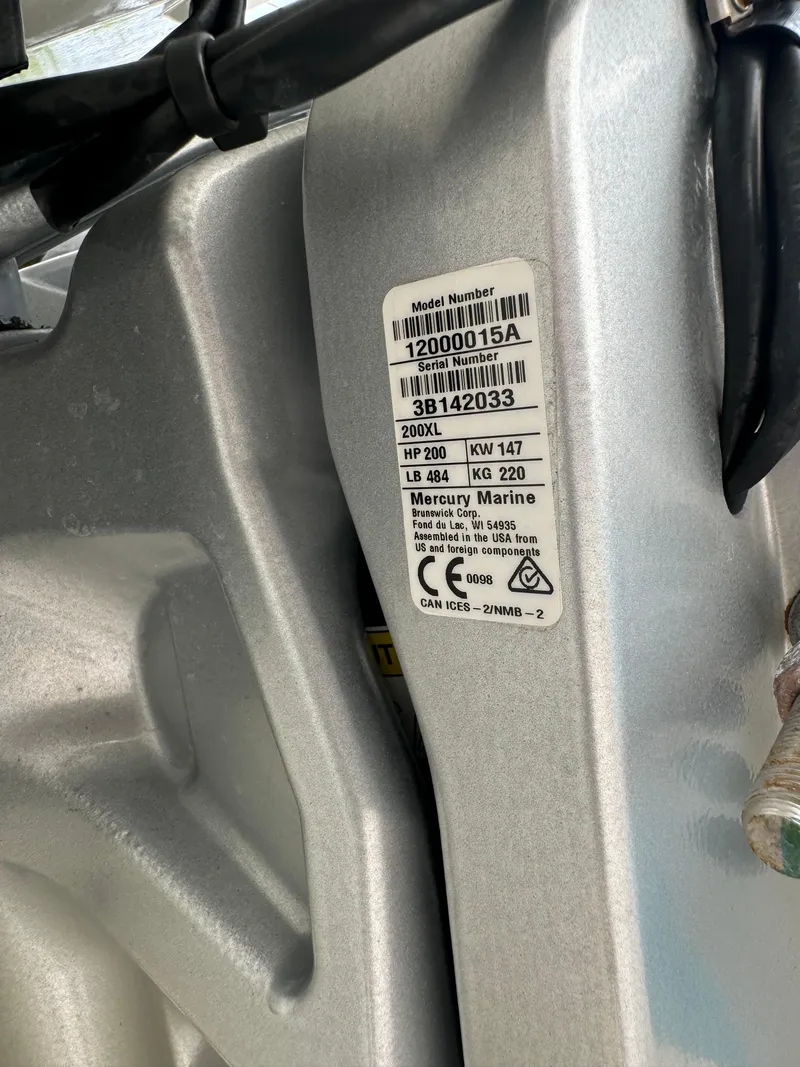 Model Number
12000015A
Serial Number
3B142033
200XL
HP 200 KW 147
LB 484 KG 220
Mercury Marine
Brunswick Corp.
Fond du Lac, WI 54935
Assembled in the USA from
US and foreign components
CE 0098
CAN ICES-2/NMB-2